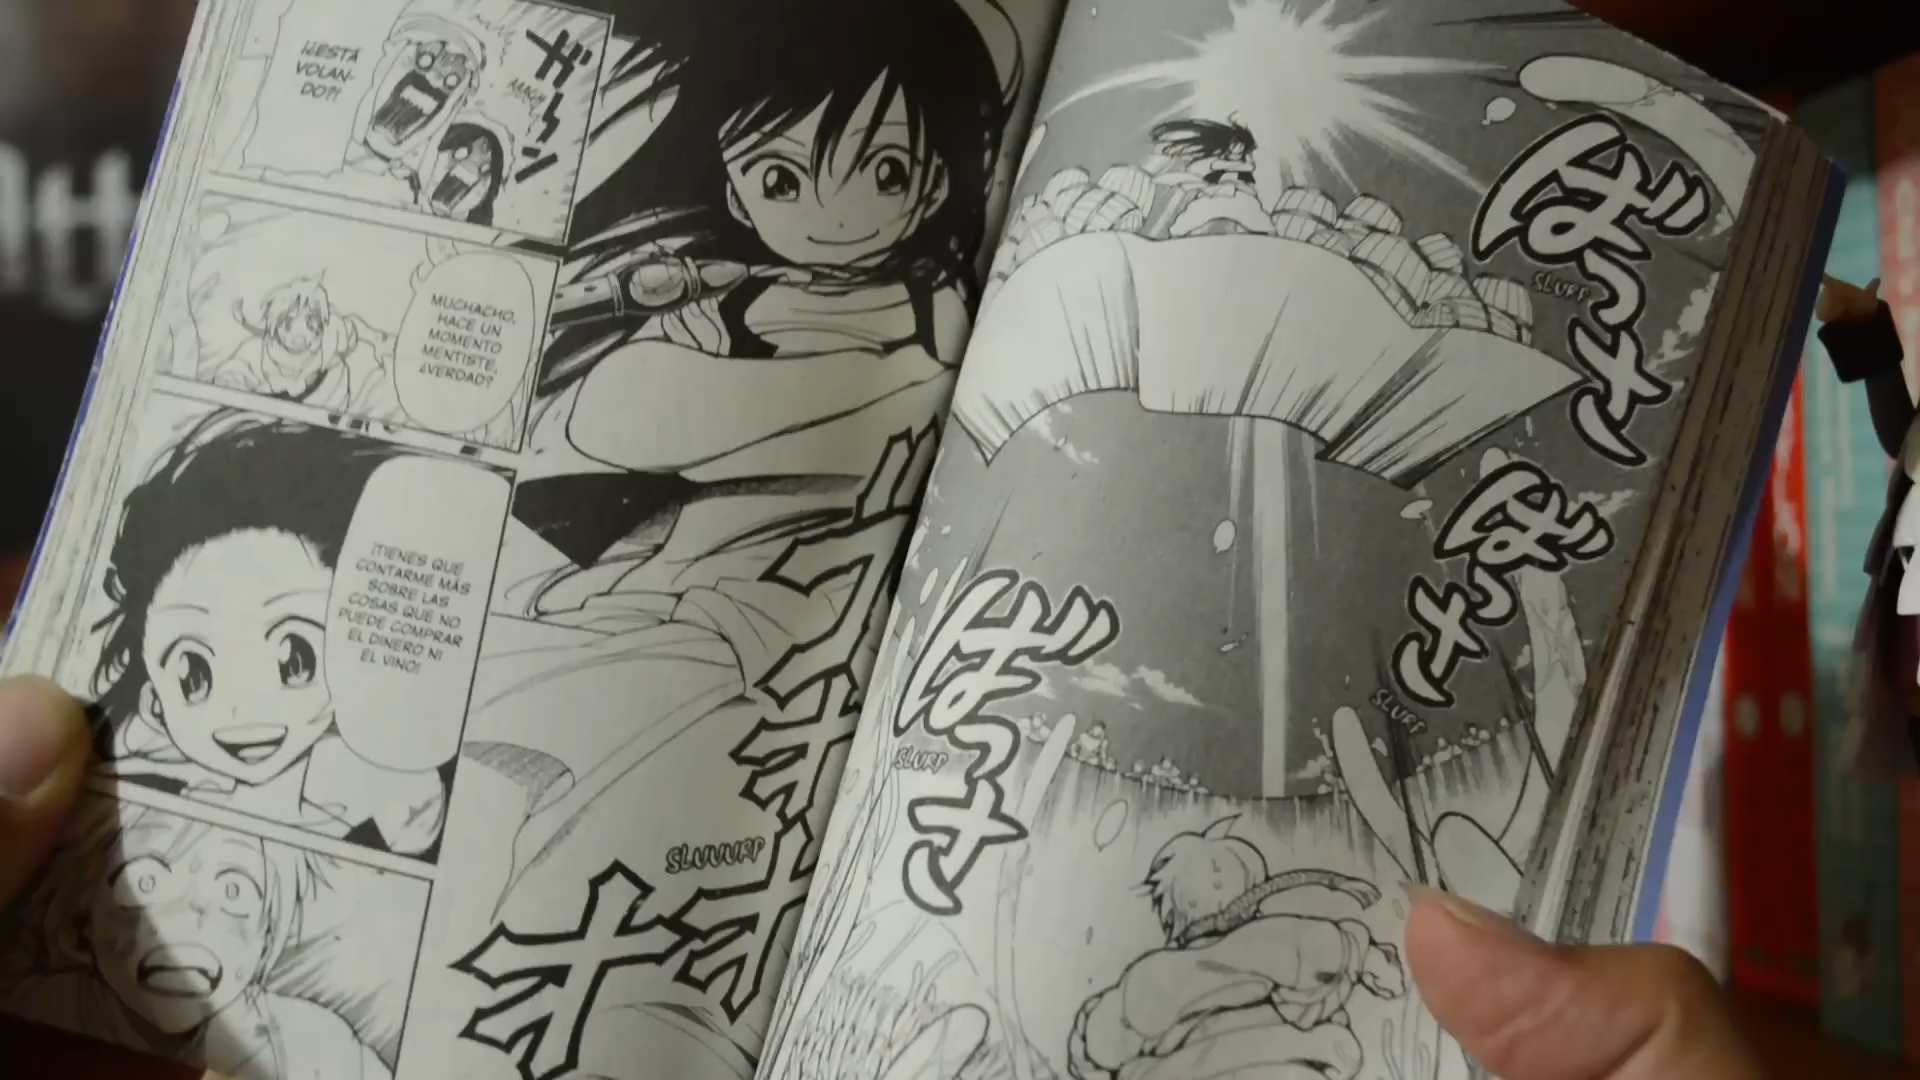 ¡¿ESTÁ
VOLAN-
DO?!
ガーン
AAAGH
MUCHACHO,
HACE UN
MOMENTO
MENTISTE,
¿VERDAD?
¡TIENES QUE
CONTARME MÁS
SOBRE LAS
COSAS QUE NO
PUEDE COMPRAR
EL DINERO NI
EL VINO!
SLUUURP
ばっさ
SLURP
ばっさ
SLURP
ばっさ
SLURP